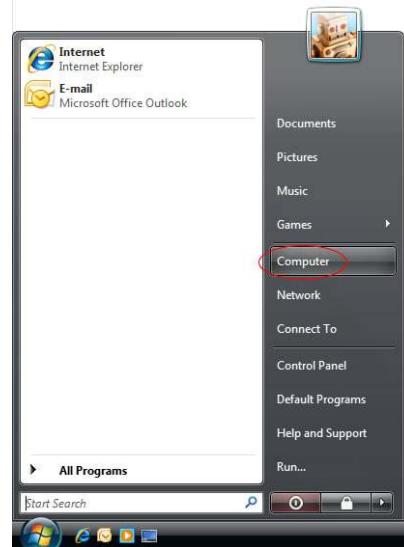 Internet
Internet Explorer
E-mail
Microsoft Office Outlook
All Programs
Start Search
Documents
Pictures
Music
Games
Computer
Network
Connect To
Control Panel
Default Programs
Help and Support
Run...